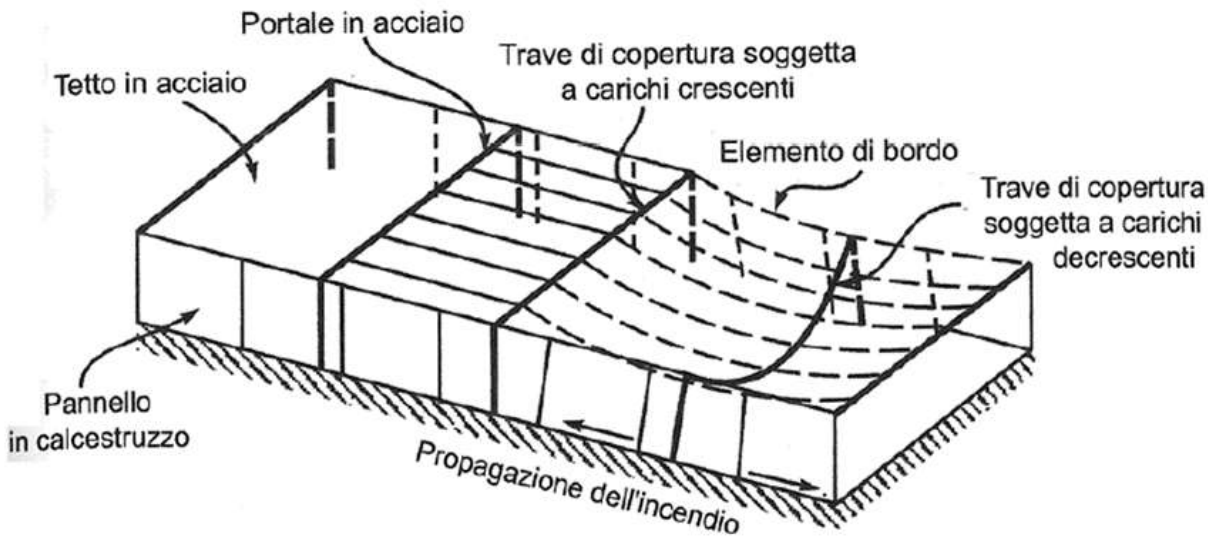 Portale in acciaio
Tetto in acciaio
Trave di copertura soggetta
a carichi crescenti
Elemento di bordo
Trave di copertura
soggetta a carichi
decrescenti
Pannello
in calcestruzzo
Propagazione dell'incendio